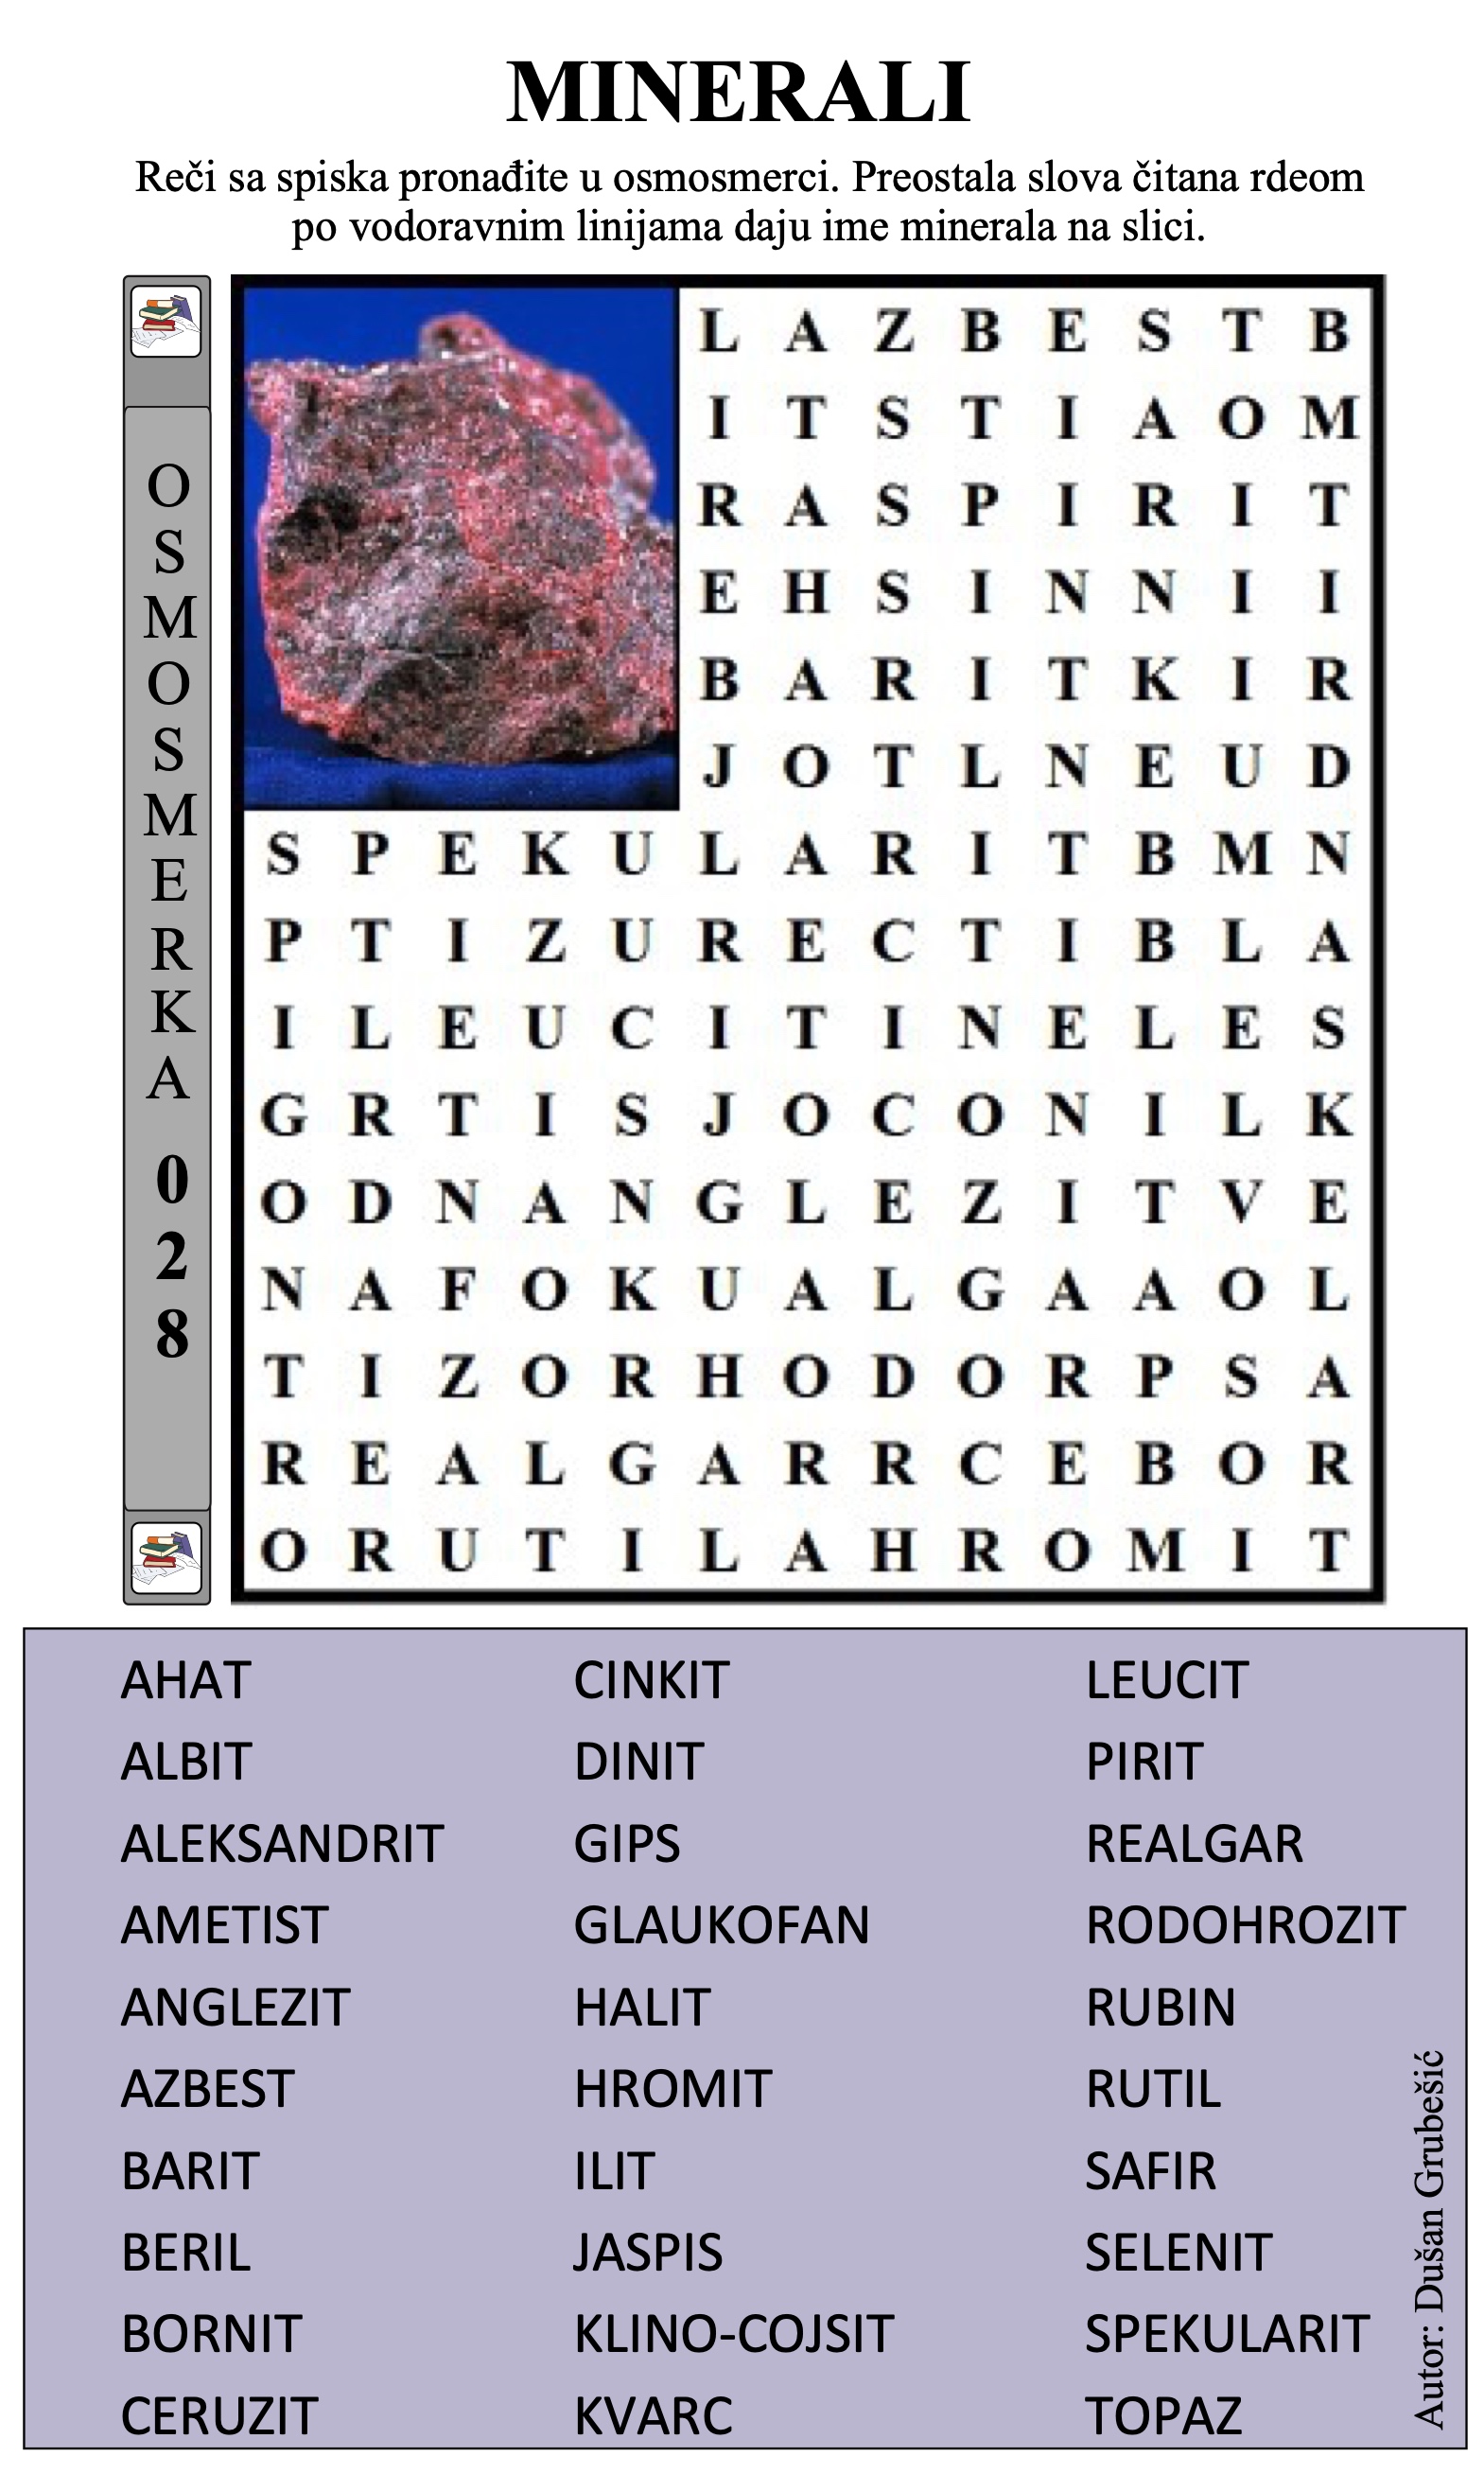 MINERALI
Reči sa spiska pronađite u osmosmerci. Preostala slova čitana rdeom
po vodoravnim linijama daju ime minerala na slici.
OSMOSMERKA 028
L A Z B E S T B
I T S T I A O M
R A S P I R I T
E H S I N N I I
B A R I T K I R
J O T L N E U D
S P E K U L A R I T B M N
P T I Z U R E C T I B L A
I L E U C I T I N E L E S
G R T I S J O C O N I L K
O D N A N G L E Z I T V E
N A F O K U A L G A A O L
T I Z O R H O D O R P S A
R E A L G A R R C E B O R
O R U T I L A H R O M I T
AHAT
ALBIT
ALEKSANDRIT
AMETIST
ANGLEZIT
AZBEST
BARIT
BERIL
BORNIT
CERUZIT
CINKIT
DINIT
GIPS
GLAUKOFAN
HALIT
HROMIT
ILIT
JASPIS
KLINO-COJSIT
KVARC
LEUCIT
PIRIT
REALGAR
RODOHROZIT
RUBIN
RUTIL
SAFIR
SELENIT
SPEKULARIT
TOPAZ
Autor: Dušan Grubešić